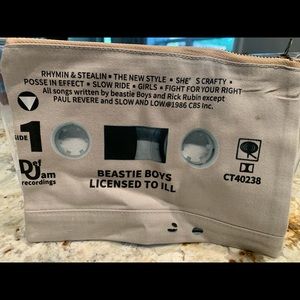 RHYMIN & STEALIN ▪ THE NEW STYLE ▪ SHE'S CRAFTY ▪
POSSE IN EFFECT ▪ SLOW RIDE ▪ GIRLS ▪ FIGHT FOR YOUR RIGHT
All songs written by beastie Boys and Rick Rubin except
PAUL REVERE and SLOW AND LOW@1986 CBS Inc.
SIDE 1
Def Jam
recordings
BEASTIE BOYS
LICENSED TO ILL
CT40238